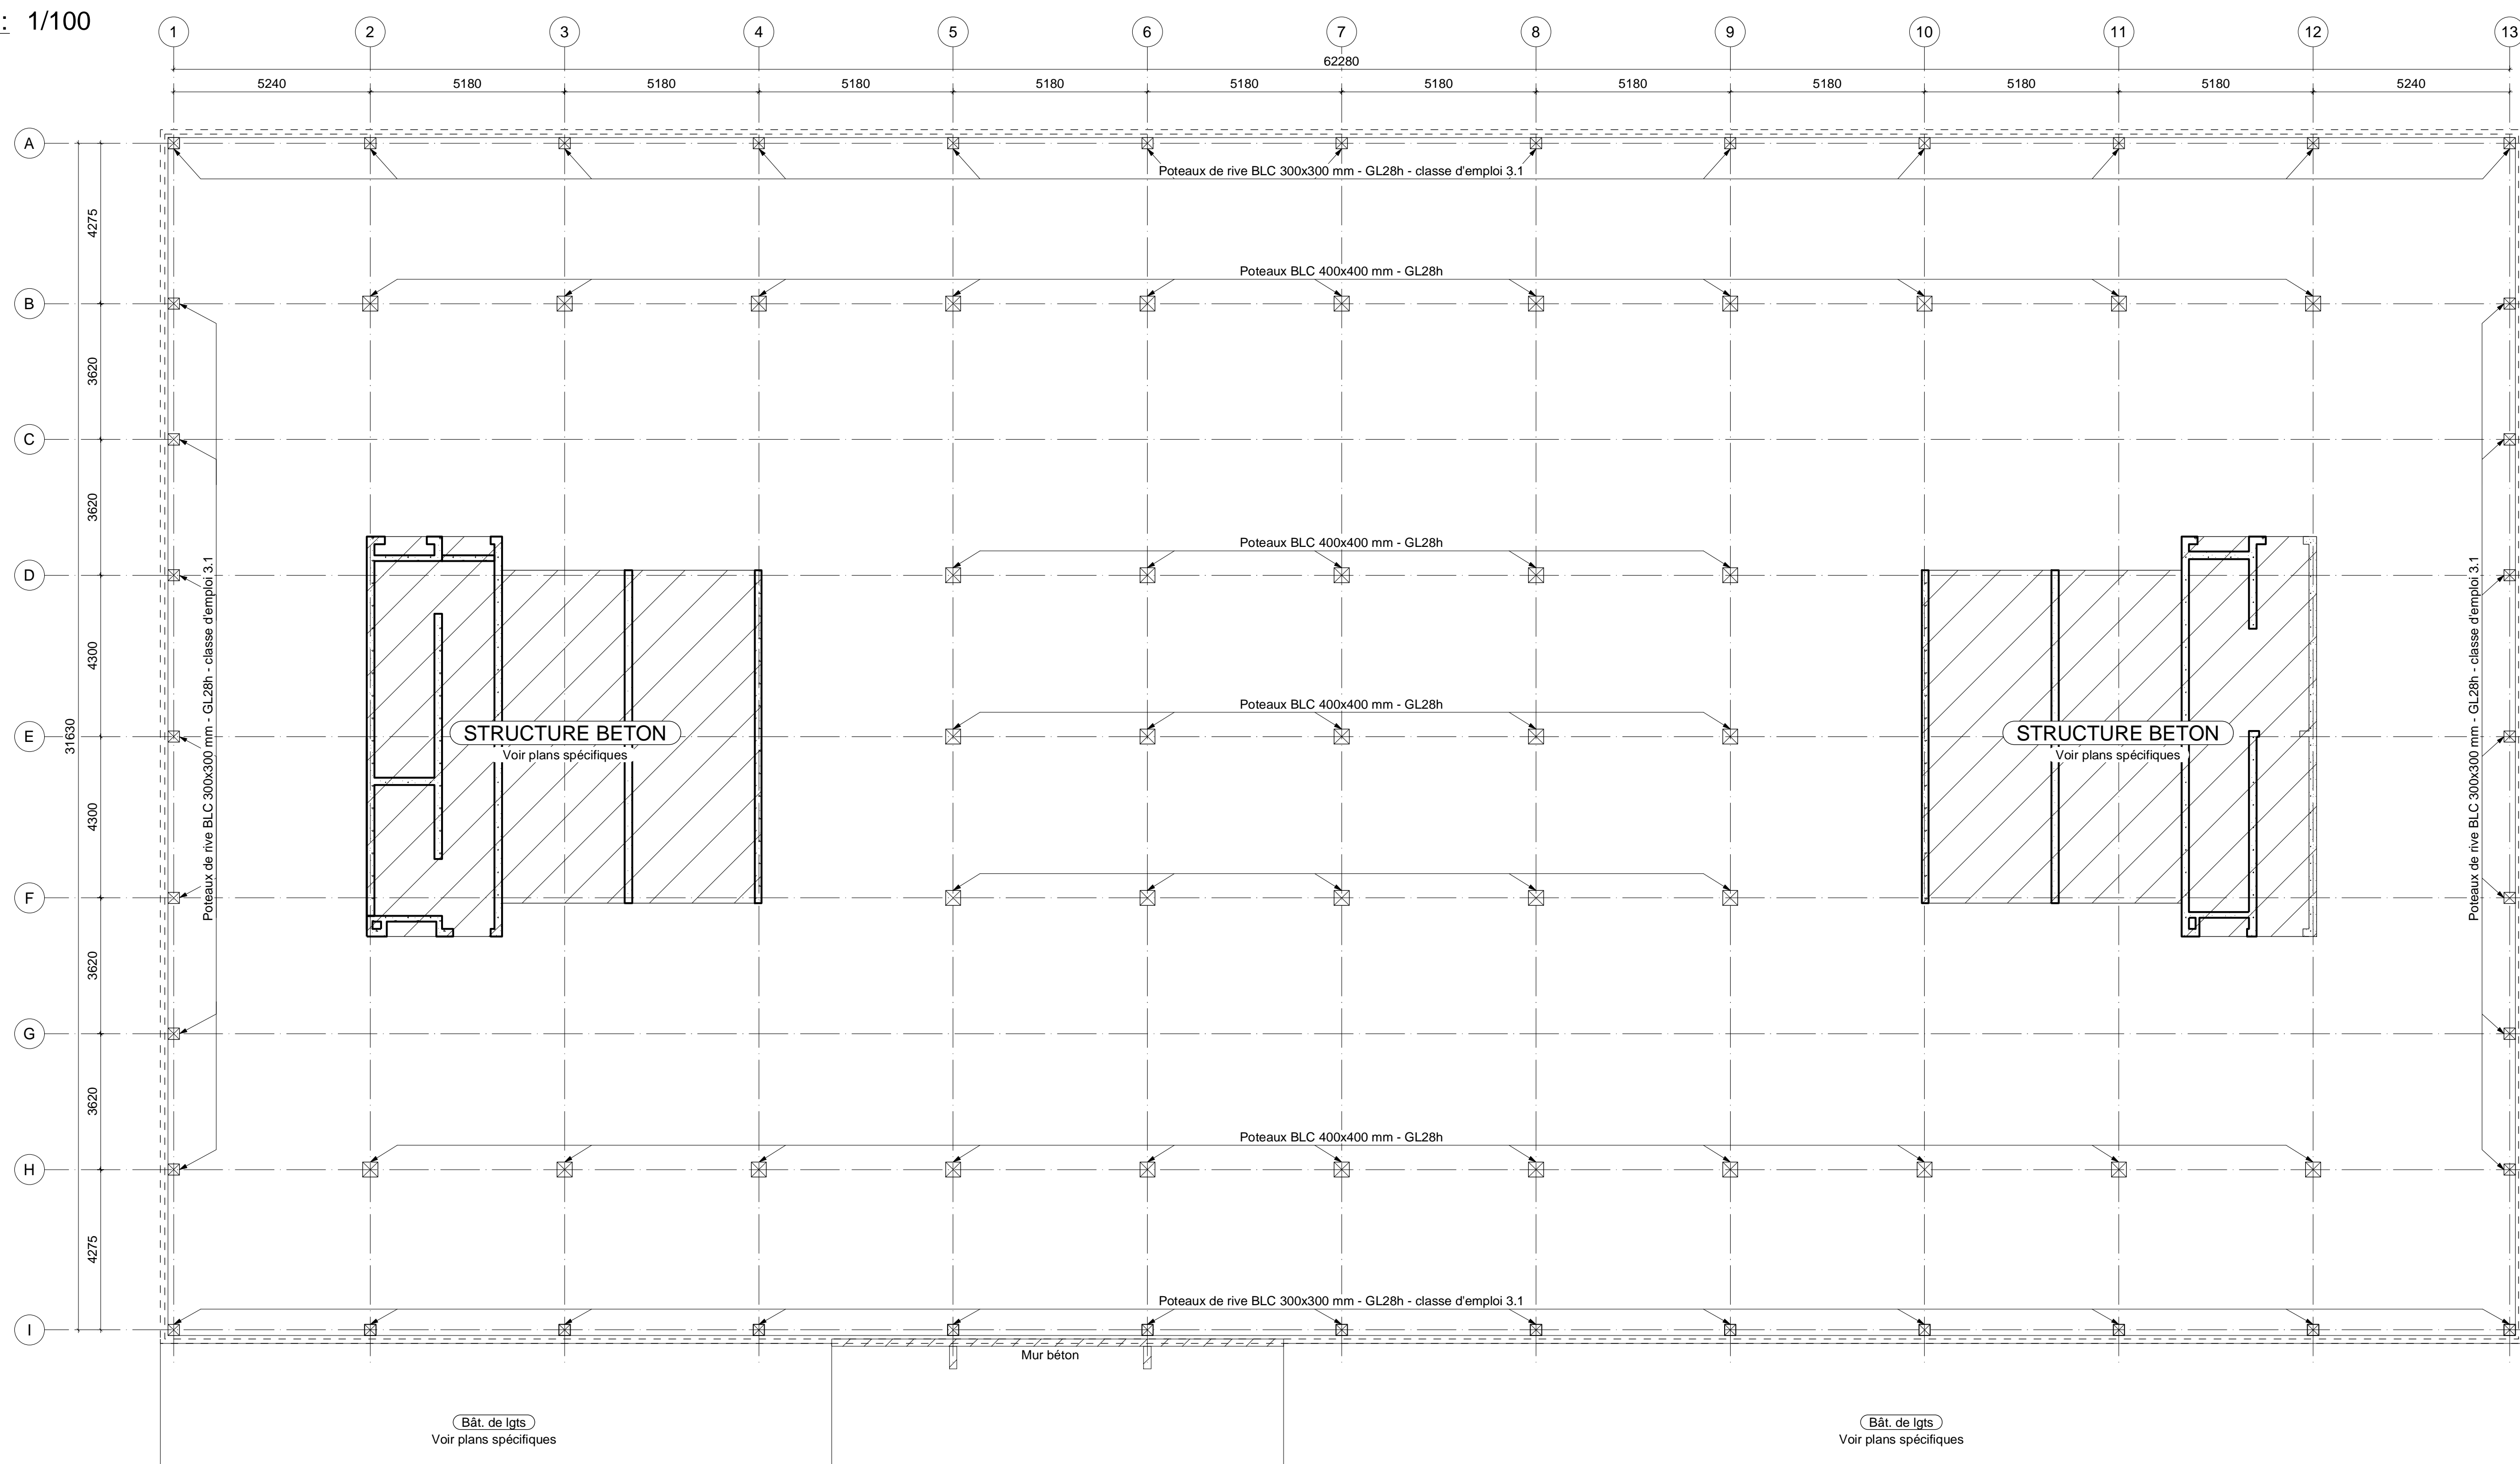 : 1/100
1 2 3 4 5 6 7 8 9 10 11 12 13
62280
5240 5180 5180 5180 5180 5180 5180 5180 5180 5180 5180 5240
A
Poteaux de rive BLC 300x300 mm - GL28h - classe d'emploi 3.1
4275
Poteaux BLC 400x400 mm - GL28h
B
3620
C
3620
Poteaux BLC 400x400 mm - GL28h
D
Poteaux de rive BLC 300x300 mm - GL28h - classe d'emploi 3.1
Poteaux de rive BLC 300x300 mm - GL28h - classe d'emploi 3.1
4300
Poteaux BLC 400x400 mm - GL28h
E
31630
STRUCTURE BETON
Voir plans spécifiques
STRUCTURE BETON
Voir plans spécifiques
4300
F
3620
G
3620
Poteaux BLC 400x400 mm - GL28h
H
4275
Poteaux de rive BLC 300x300 mm - GL28h - classe d'emploi 3.1
I
Mur béton
Bât. de lgts
Voir plans spécifiques
Bât. de lgts
Voir plans spécifiques